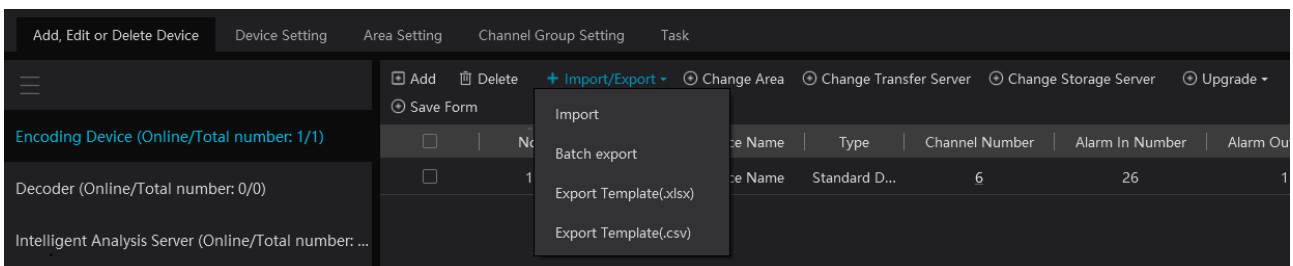 Add, Edit or Delete Device Device Setting Area Setting Channel Group Setting Task
Add Delete Import/Export Change Area Change Transfer Server Change Storage Server Upgrade
Save Form
Import
Batch export
Export Template(.xlsx)
Export Template(.csv)
Encoding Device (Online/Total number: 1/1)
Decoder (Online/Total number: 0/0)
Intelligent Analysis Server (Online/Total number: ...
Name Type Channel Number Alarm In Number Alarm
1 Name Standard D... 6 26 1